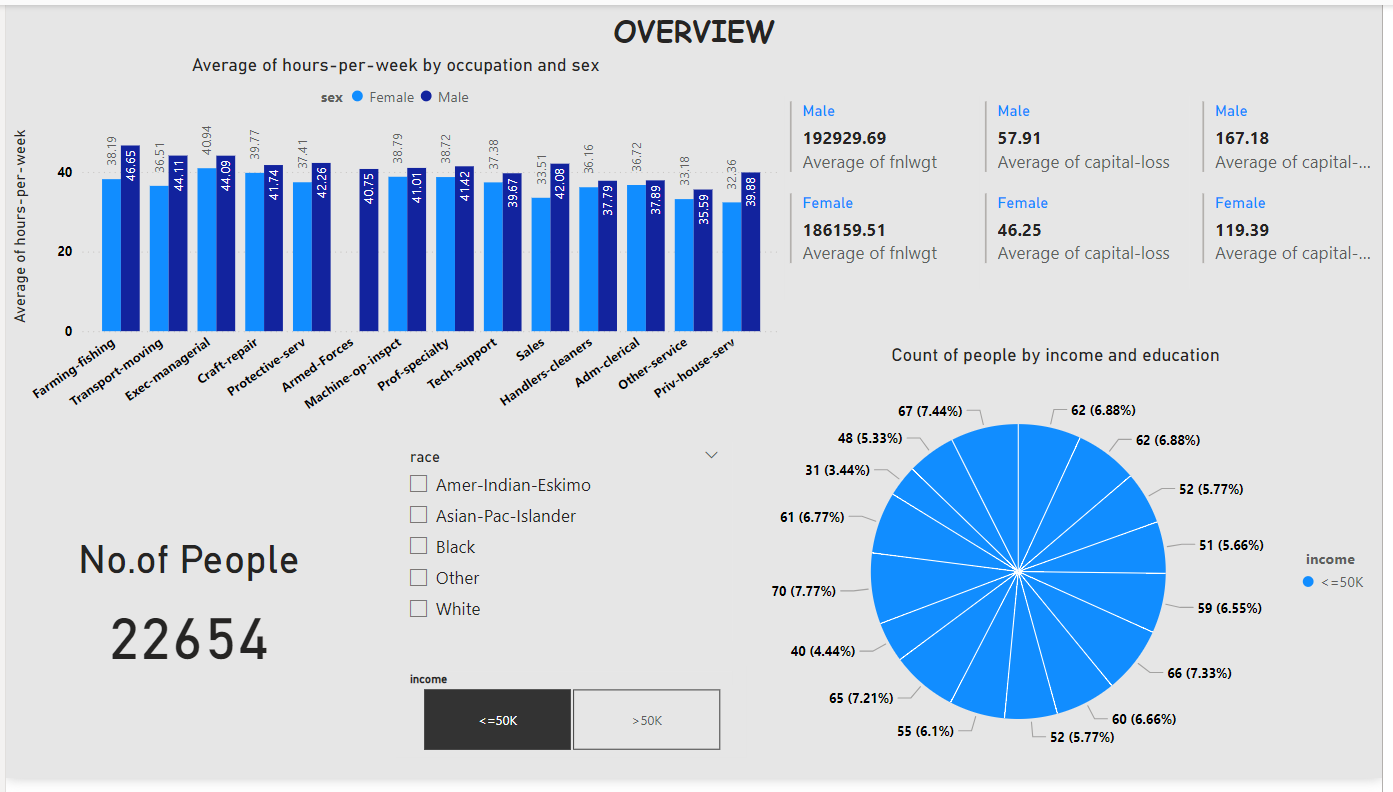 OVERVIEW
Average of hours-per-week by occupation and sex
sex Female Male
Average of hours-per-week
40
20
0
38.19
46.65
36.51
44.11
40.94
44.09
39.77
41.74
37.41
42.26
40.75
38.79
41.01
38.72
41.42
37.38
39.67
33.51
42.08
36.16
37.79
36.72
37.89
33.18
35.59
32.36
39.88
Farming-fishing
Transport-moving
Exec-managerial
Craft-repair
Protective-serv
Armed-Forces
Machine-op-inspct
Prof-specialty
Tech-support
Sales
Handlers-cleaners
Adm-clerical
Other-service
Priv-house-serv
Male
192929.69
Average of fnlwgt
Male
57.91
Average of capital-loss
Male
167.18
Average of capital-...
Female
186159.51
Average of fnlwgt
Female
46.25
Average of capital-loss
Female
119.39
Average of capital-...
No.of People
22654
race
Amer-Indian-Eskimo
Asian-Pac-Islander
Black
Other
White
income
<=50K
>50K
Count of people by income and education
62 (6.88%)
62 (6.88%)
52 (5.77%)
51 (5.66%)
59 (6.55%)
66 (7.33%)
60 (6.66%)
52 (5.77%)
55 (6.1%)
65 (7.21%)
40 (4.44%)
70 (7.77%)
61 (6.77%)
31 (3.44%)
48 (5.33%)
67 (7.44%)
income
<=50K